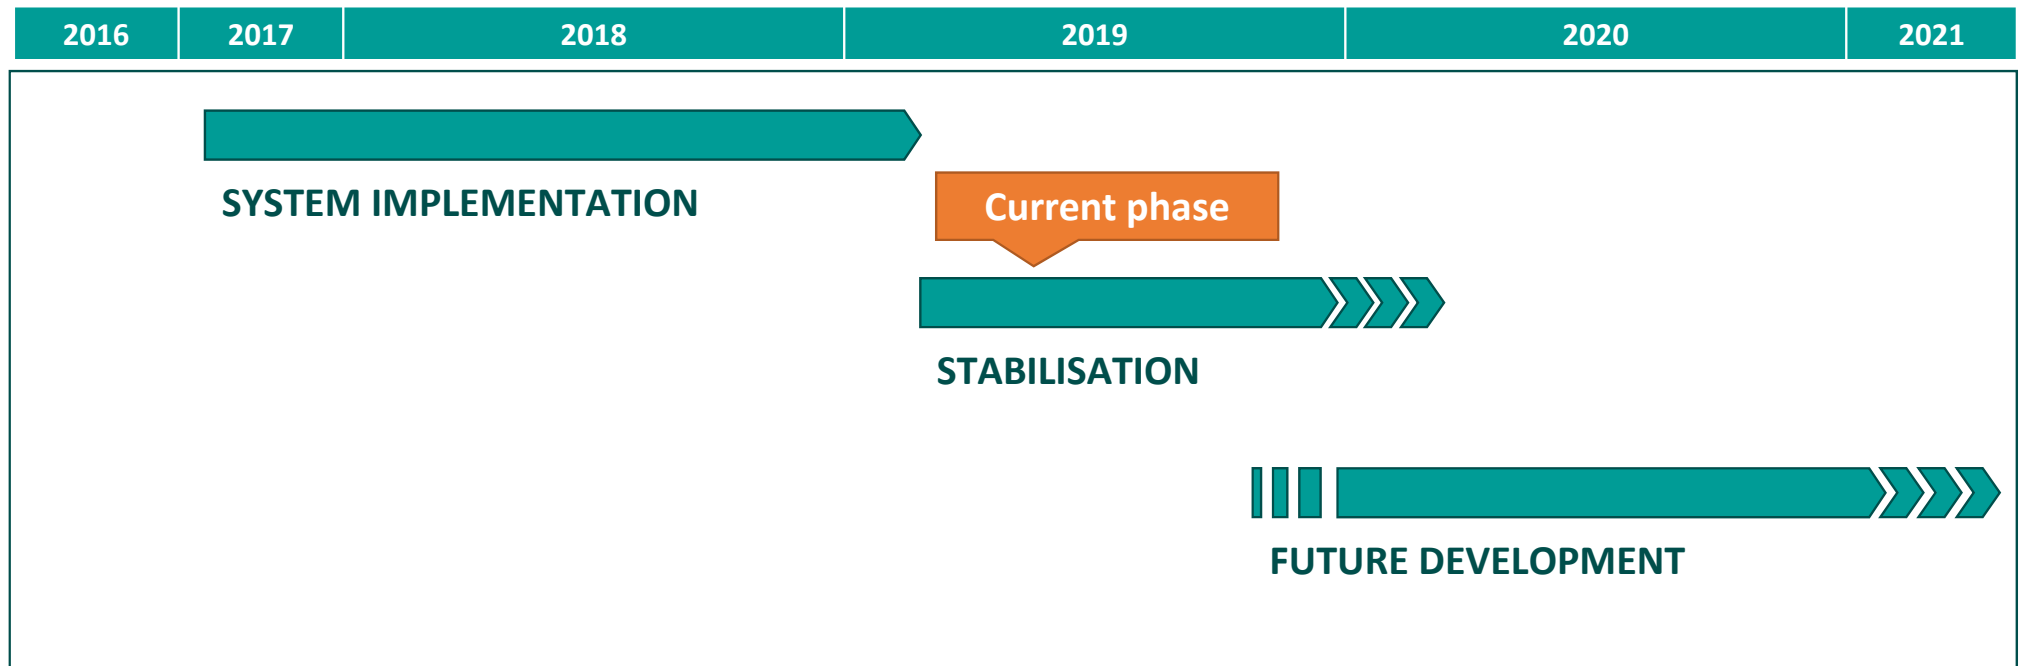 2016 2017 2018 2019 2020 2021
SYSTEM IMPLEMENTATION
Current phase
STABILISATION
FUTURE DEVELOPMENT